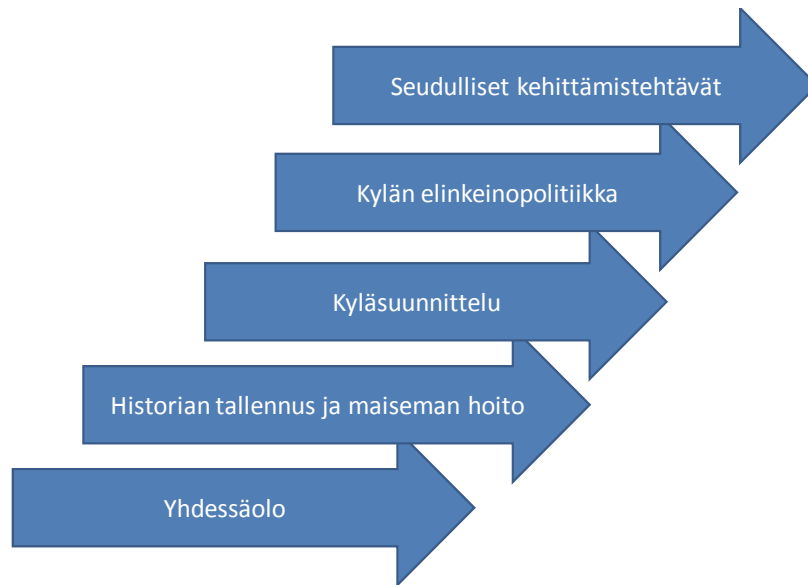 Seudulliset kehittämistehtävät
Kylän elinkeinopolitiikka
Kyläsuunnittelu
Historian tallennus ja maiseman hoito
Yhdessäolo